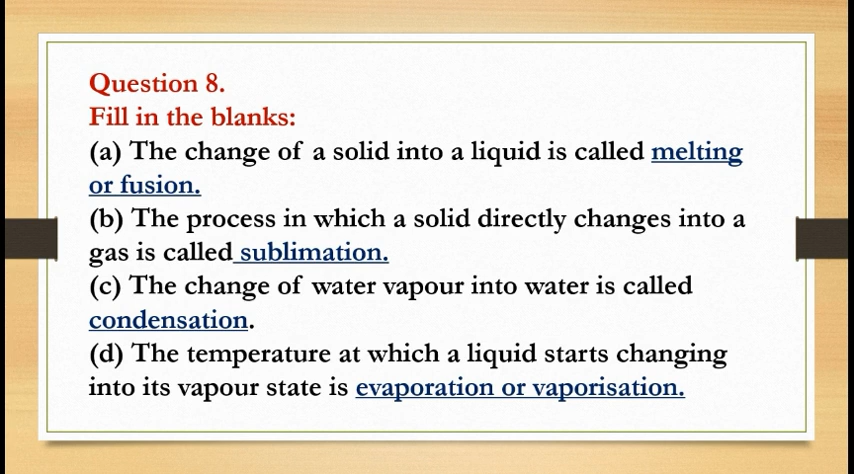 Question 8.
Fill in the blanks:
(a) The change of a solid into a liquid is called melting
or fusion.
(b) The process in which a solid directly changes into a
gas is called sublimation.
(c) The change of water vapour into water is called
condensation.
(d) The temperature at which a liquid starts changing
into its vapour state is evaporation or vaporisation.